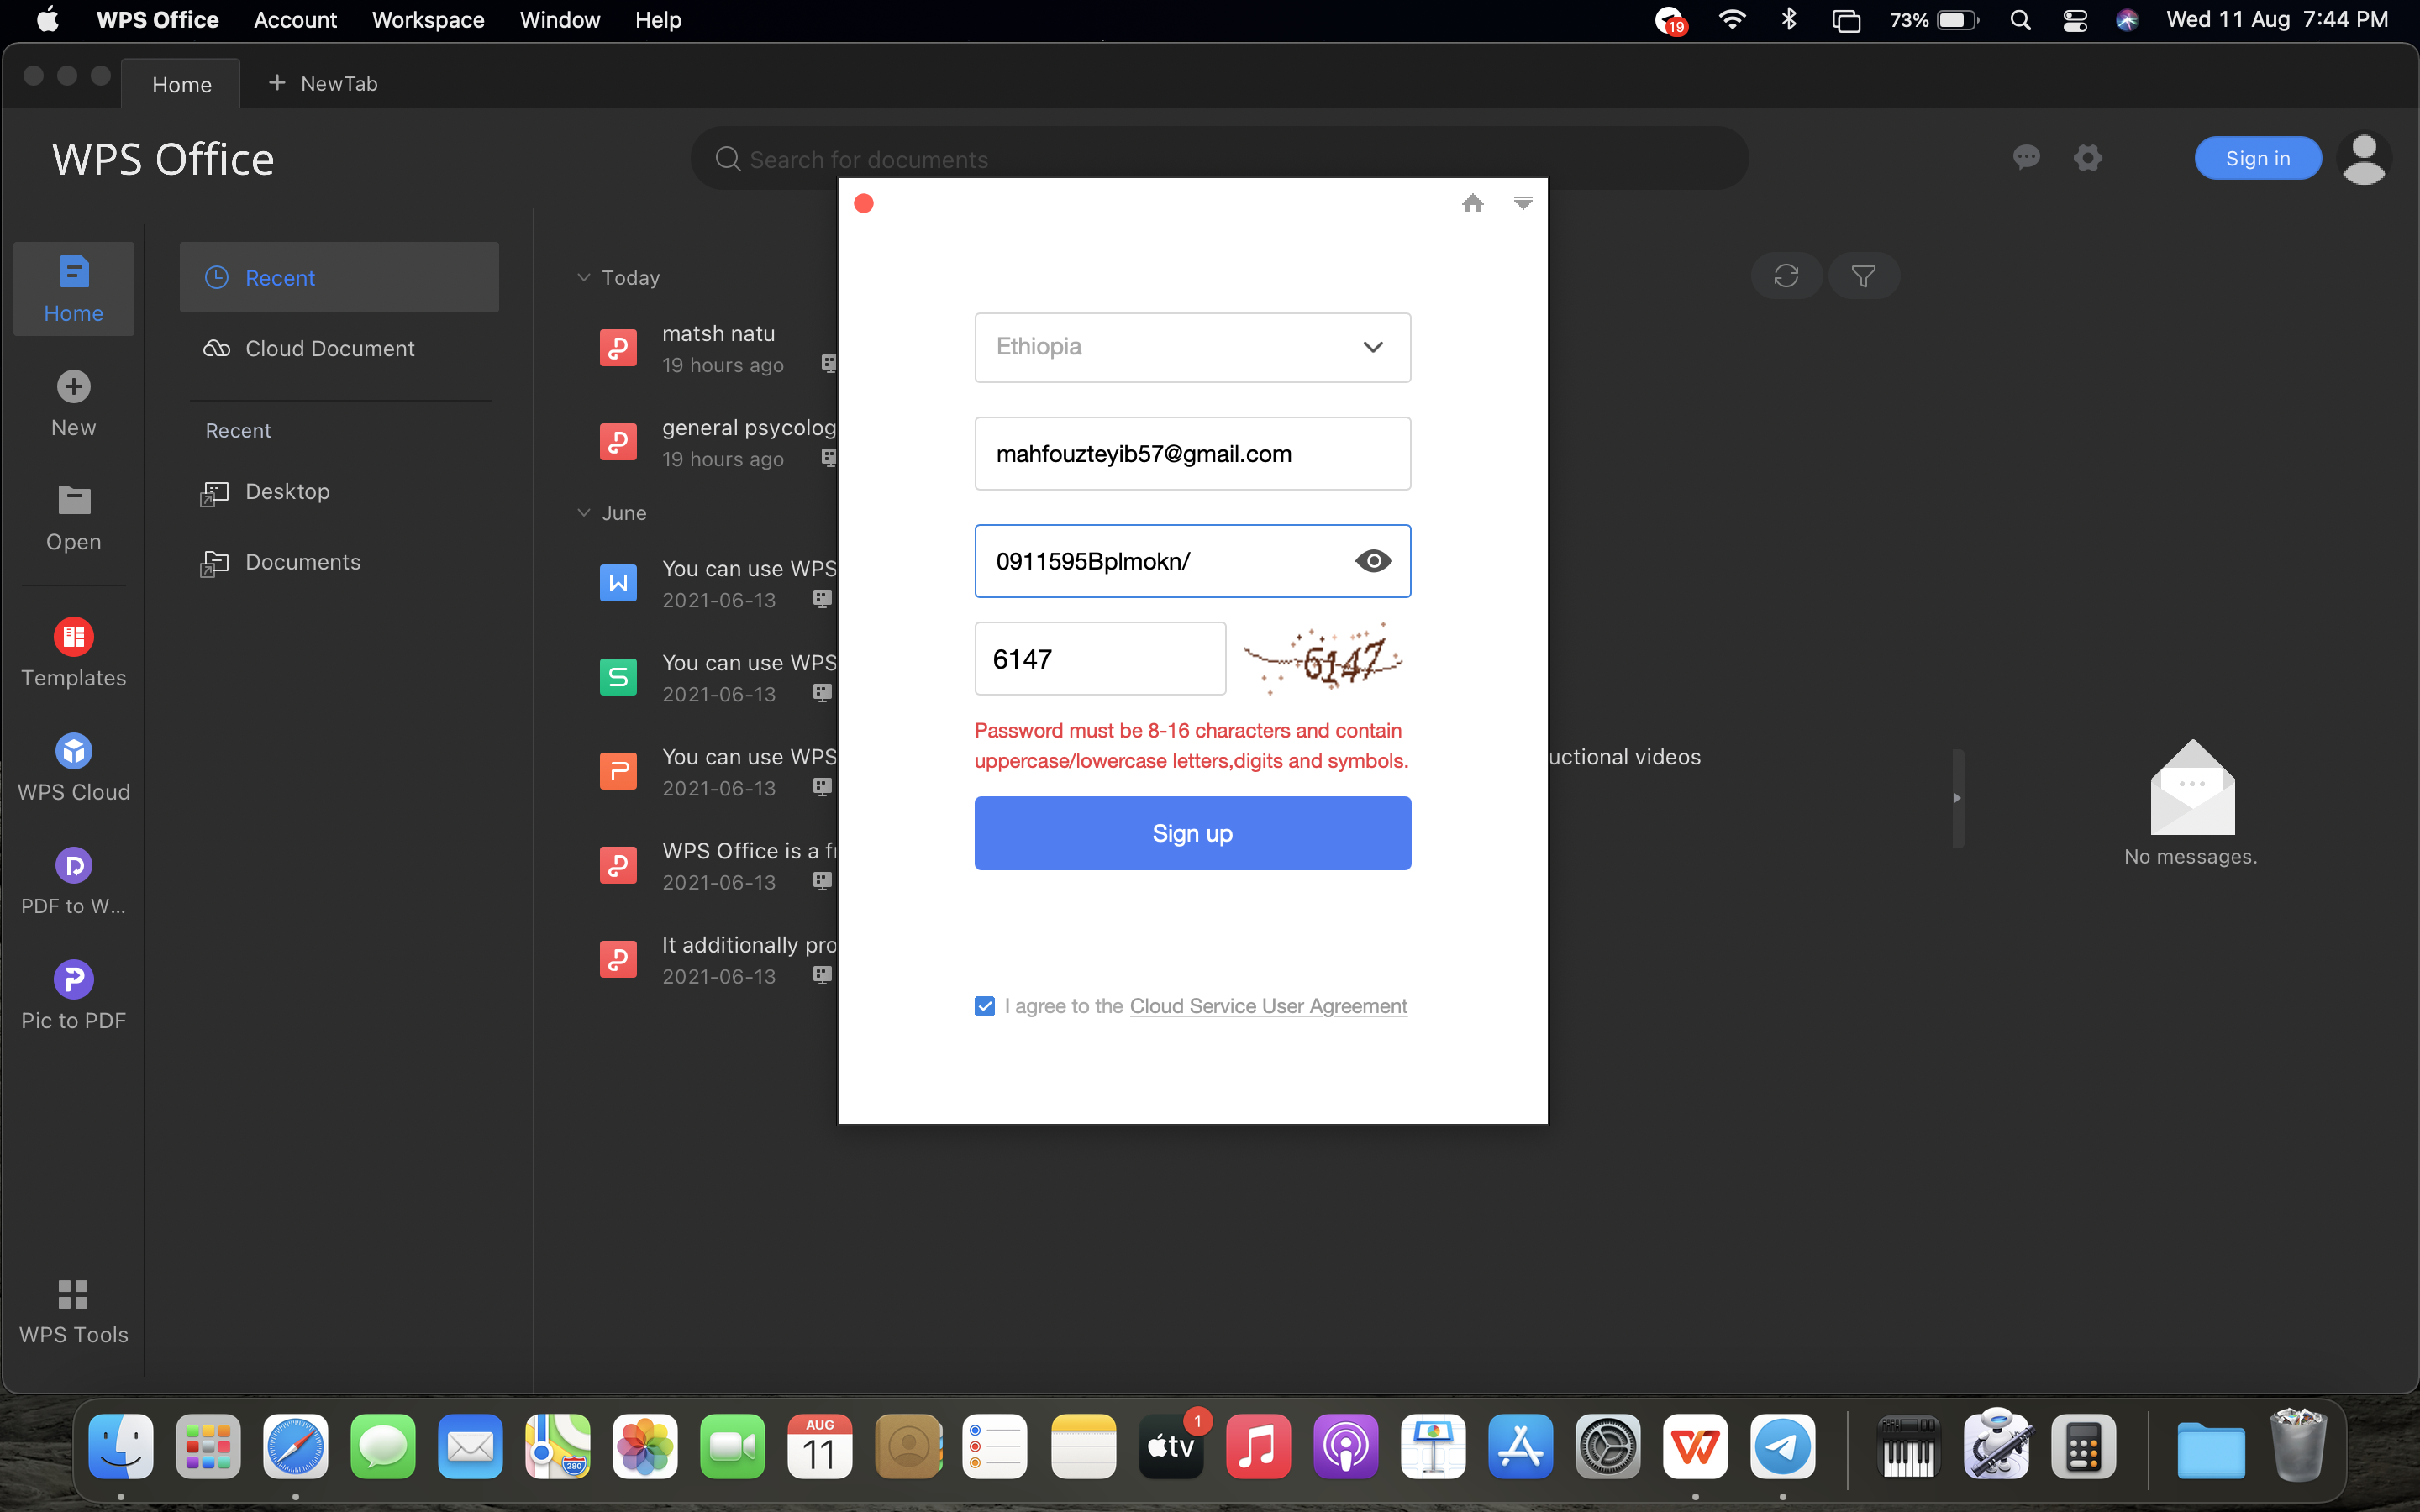 WPS Office Account Workspace Window Help 19 73% Wed 11 Aug 7:44 PM
Home + NewTab
WPS Office
Search for documents
Sign in
Home
New
Open
Templates
WPS Cloud
PDF to W...
Pic to PDF
WPS Tools
Recent
Cloud Document
Recent
Desktop
Documents
Today
matsh natu
19 hours ago
general psycolog
19 hours ago
June
You can use WPS
2021-06-13
You can use WPS
2021-06-13
You can use WPS
2021-06-13
WPS Office is a fr
2021-06-13
It additionally pro
2021-06-13
Ethiopia
mahfouzteyib57@gmail.com
0911595Bplmokn/
6147
6147
Password must be 8-16 characters and contain
uppercase/lowercase letters,digits and symbols.
Sign up
I agree to the Cloud Service User Agreement
uctional videos
No messages.
280
AUG
11
tv
1